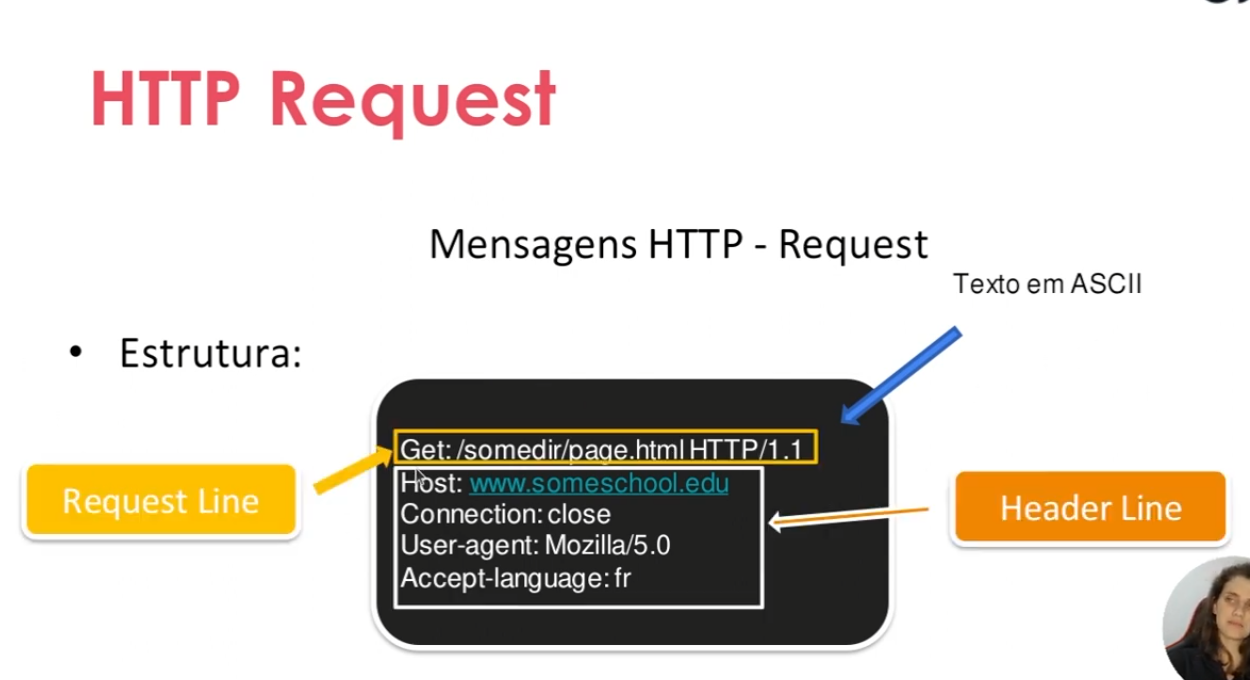 HTTP Request
Mensagens HTTP - Request
Texto em ASCII
• Estrutura:
Get: /somedir/page.html HTTP/1.1
Host: www.someschool.edu
Connection: close
User-agent: Mozilla/5.0
Accept-language: fr
Request Line
Header Line